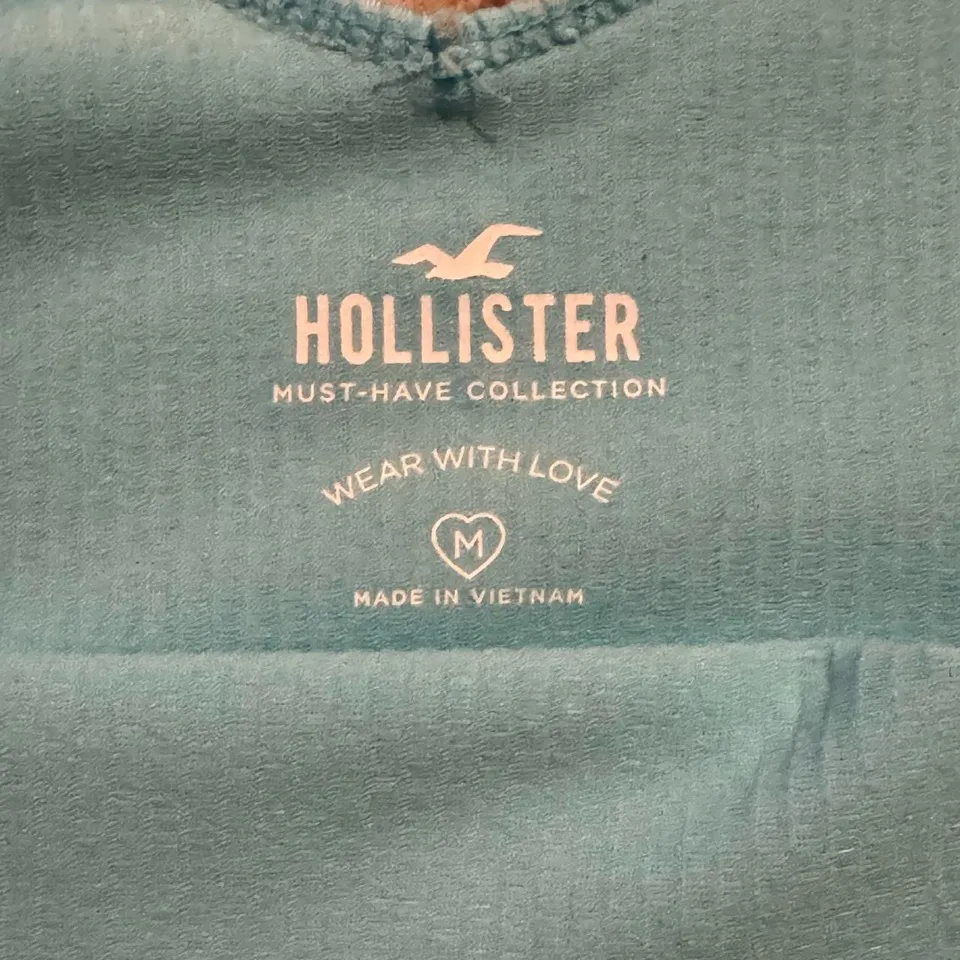 HOLLISTER
MUST-HAVE COLLECTION
WEAR WITH LOVE
M
MADE IN VIETNAM